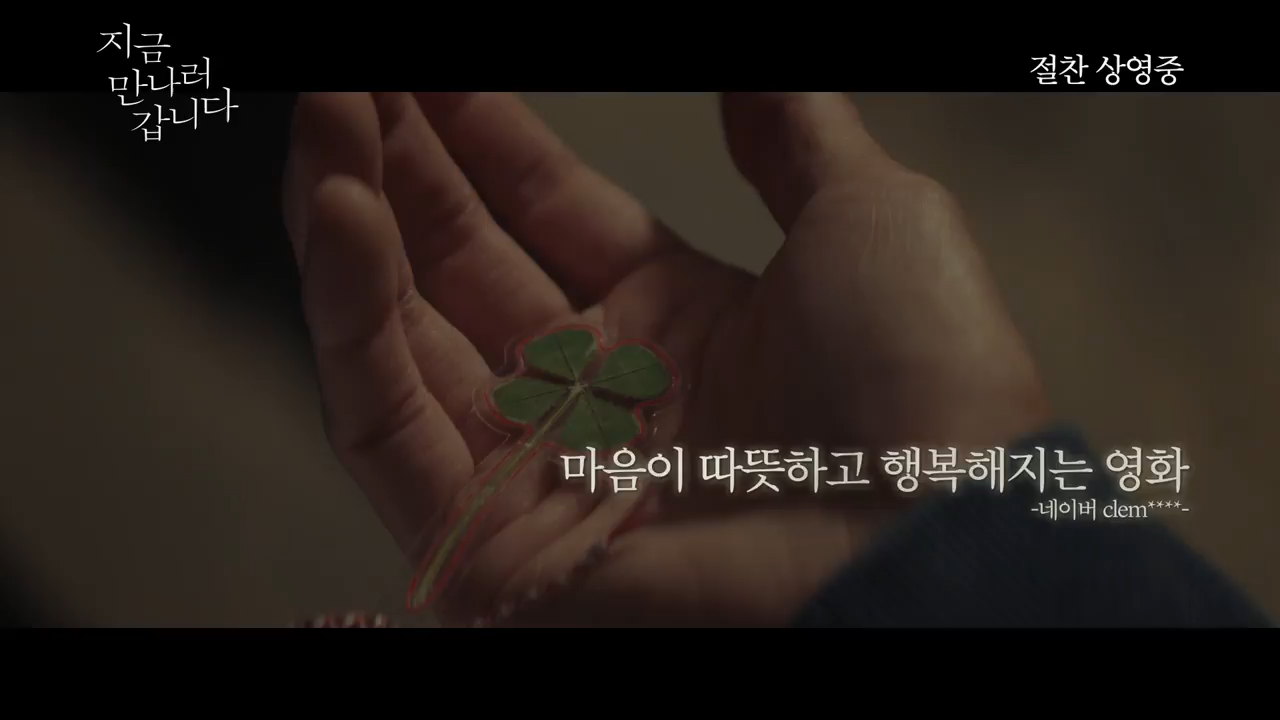 지금
만나러
갑니다
절찬 상영중
마음이 따뜻하고 행복해지는 영화
-네이버 clem****-